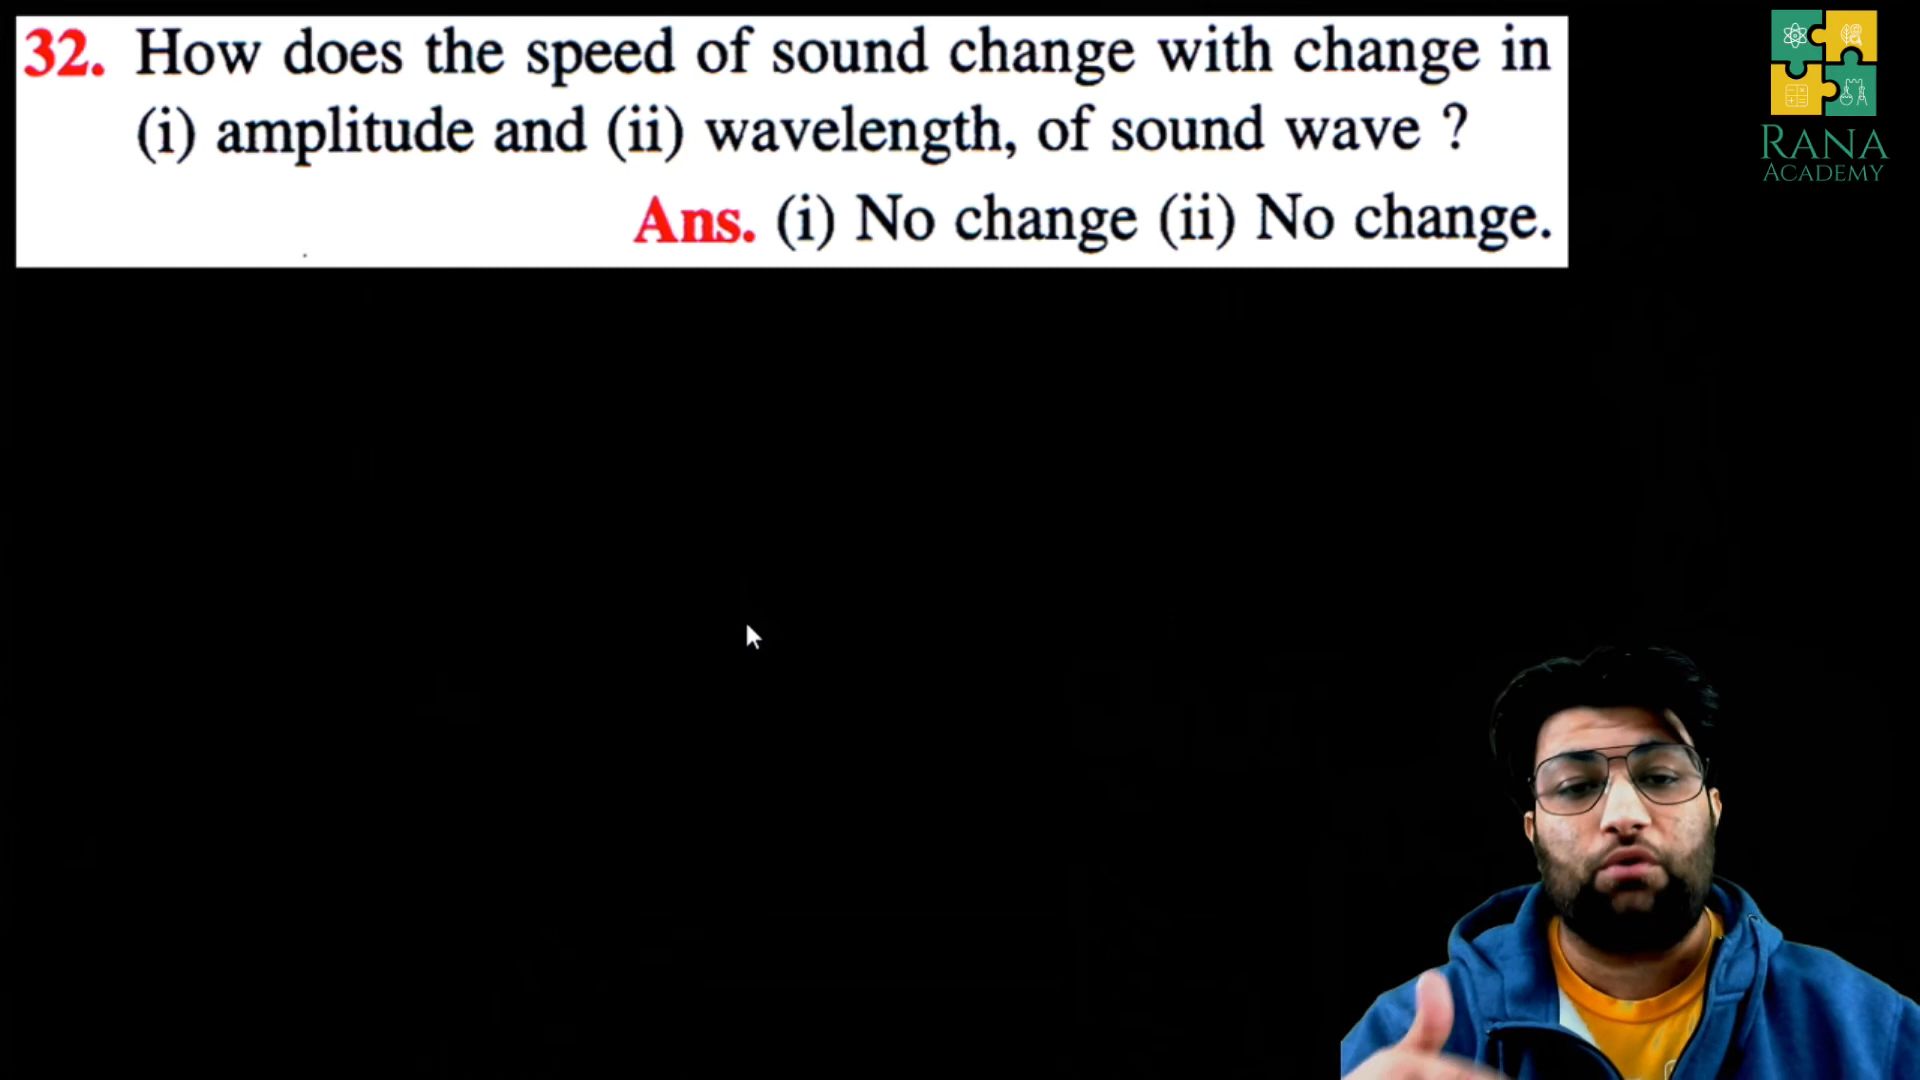 32. How does the speed of sound change with change in
(i) amplitude and (ii) wavelength, of sound wave ?
Ans. (i) No change (ii) No change.
RANA
ACADEMY